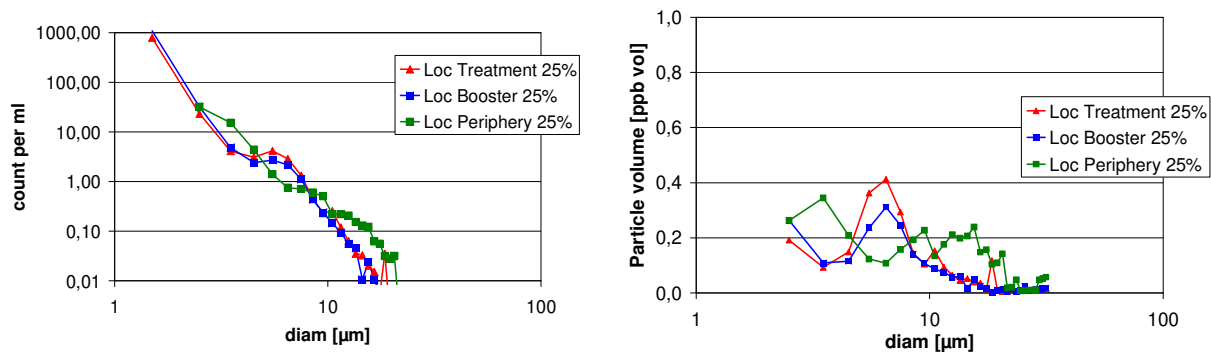 1000,00
100,00
10,00
1,00
0,10
0,01
count per ml
1
10
100
diam [µm]
Loc Treatment 25%
Loc Booster 25%
Loc Periphery 25%
1,0
0,8
0,6
0,4
0,2
0,0
Particle volume [ppb vol]
1
10
100
diam [µm]
Loc Treatment 25%
Loc Booster 25%
Loc Periphery 25%